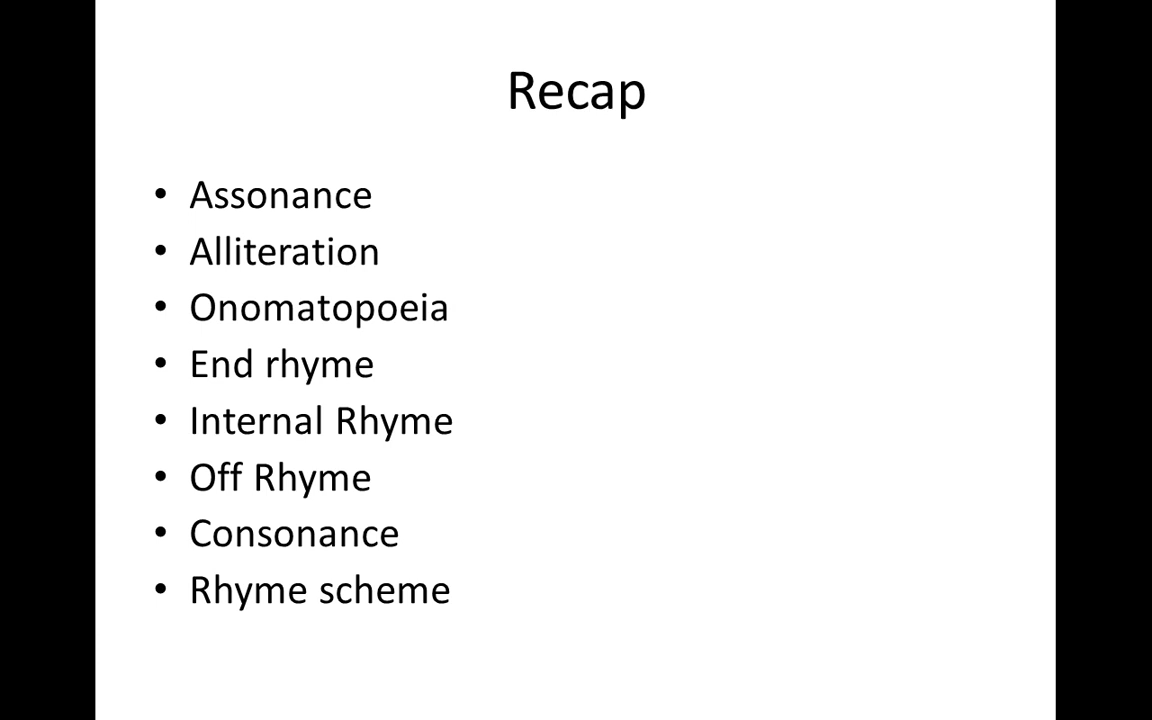 Recap
• Assonance
• Alliteration
• Onomatopoeia
• End rhyme
• Internal Rhyme
• Off Rhyme
• Consonance
• Rhyme scheme